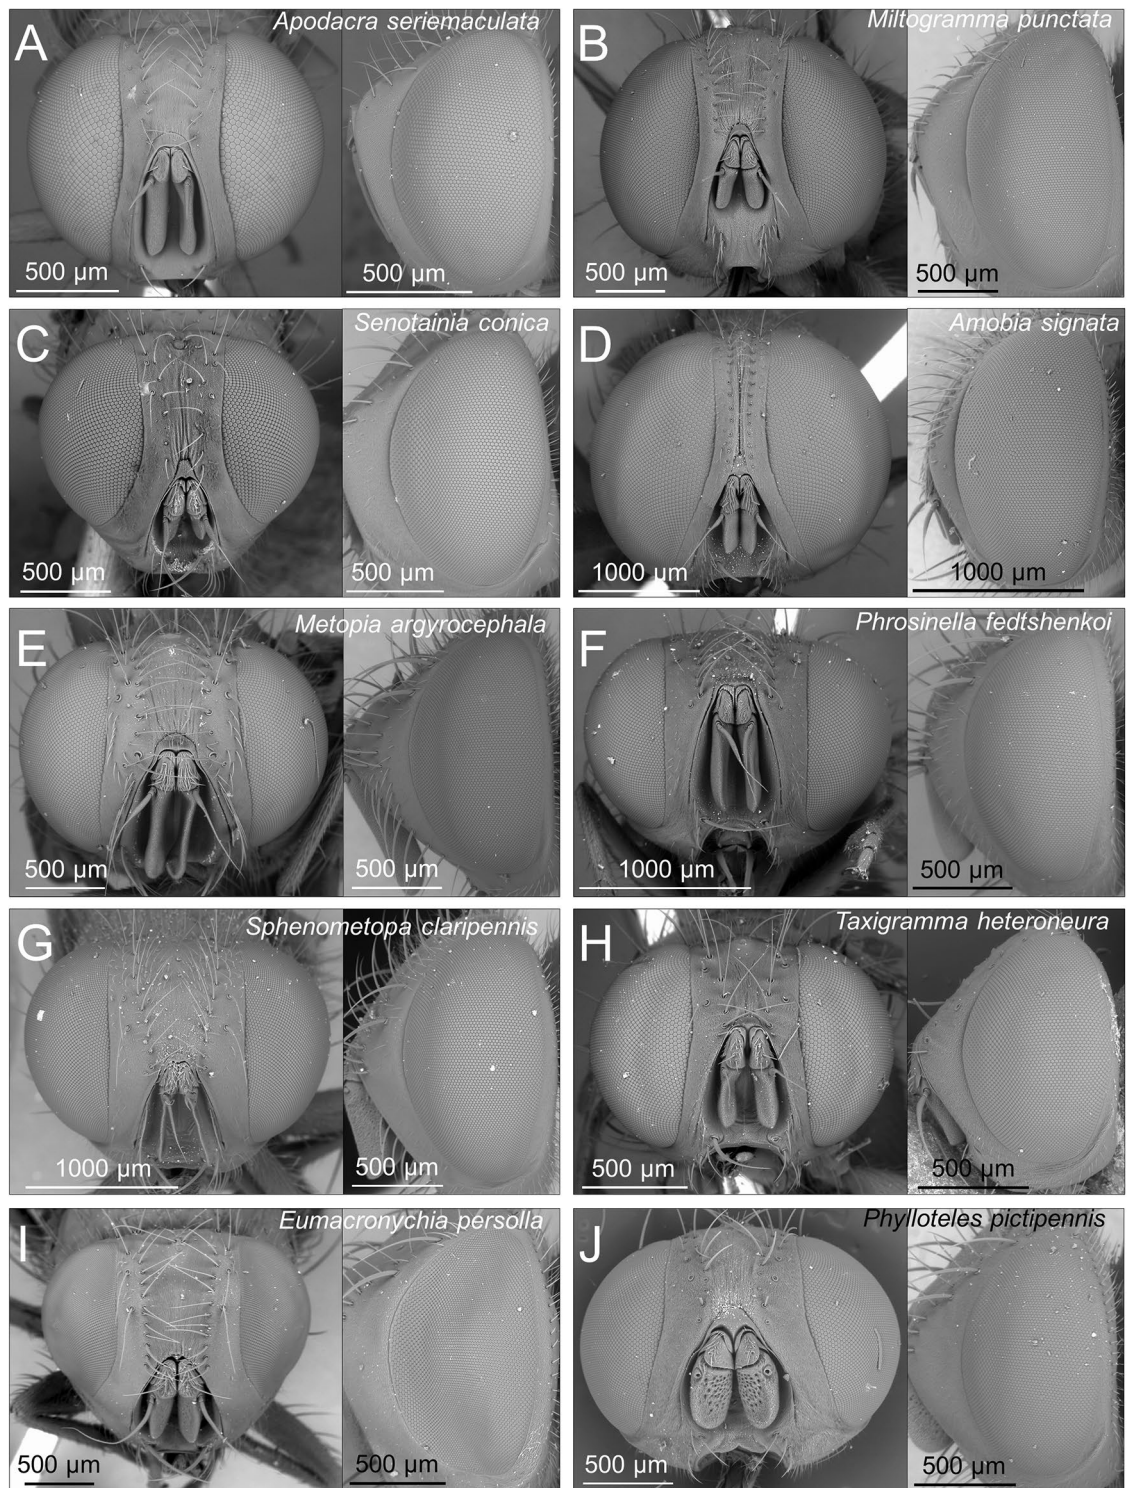 A
Apodacra seriemaculata
500 µm
500 µm
B
Miltogramma punctata
500 µm
500 µm
C
Senotainia conica
500 µm
500 µm
D
Amobia signata
1000 µm
1000 µm
E
Metopia argyrocephala
500 µm
500 µm
F
Phrosinella fedtshenkoi
1000 µm
500 µm
G
Sphenometopa claripennis
1000 µm
500 µm
H
Taxigramma heteroneura
500 µm
500 µm
I
Eumacronychia persolla
500 µm
500 µm
J
Phylloteles pictipennis
500 µm
500 µm